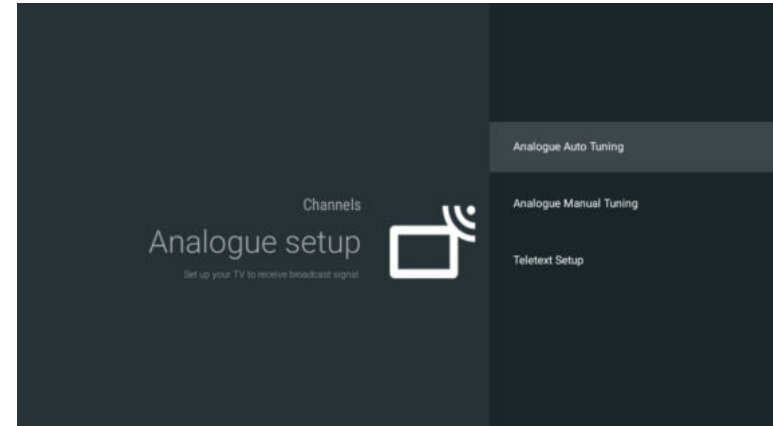 Channels
Analogue setup
Set up your TV to receive broadcast signal
Analogue Auto Tuning
Analogue Manual Tuning
Teletext Setup